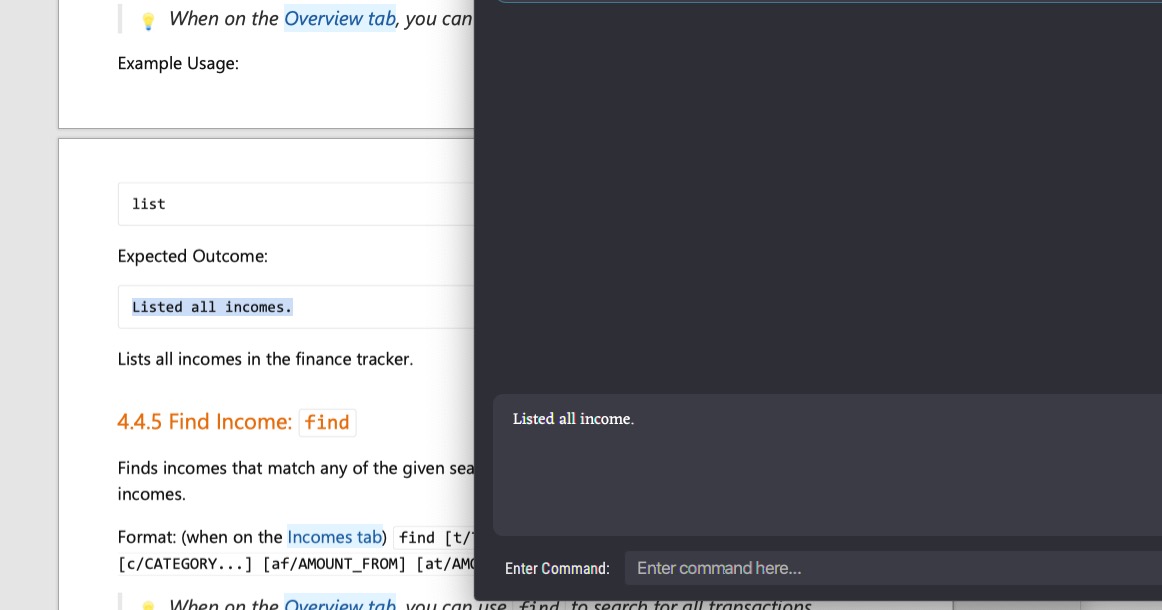 When on the Overview tab, you can
Example Usage:
list
Expected Outcome:
Listed all incomes.
Lists all incomes in the finance tracker.
4.4.5 Find Income: find
Finds incomes that match any of the given sea
incomes.
Format: (when on the Incomes tab) find [t/
[c/CATEGORY...] [af/AMOUNT_FROM] [at/AMO
When on the Overview tab, you can use find to search for all transactions
Listed all income.
Enter Command: Enter command here...